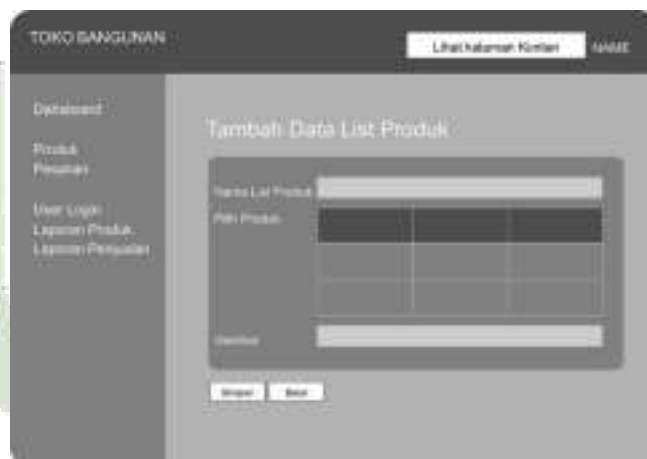 TOKO BANGUNAN
Lihat halaman Konten
NAME
Dashboard
Produk
Pesanan
User Login
Laporan Produk
Laporan Penjualan
Tambah Data List Produk
Nama List Produk
Pilih Produk
Simpan
Batal